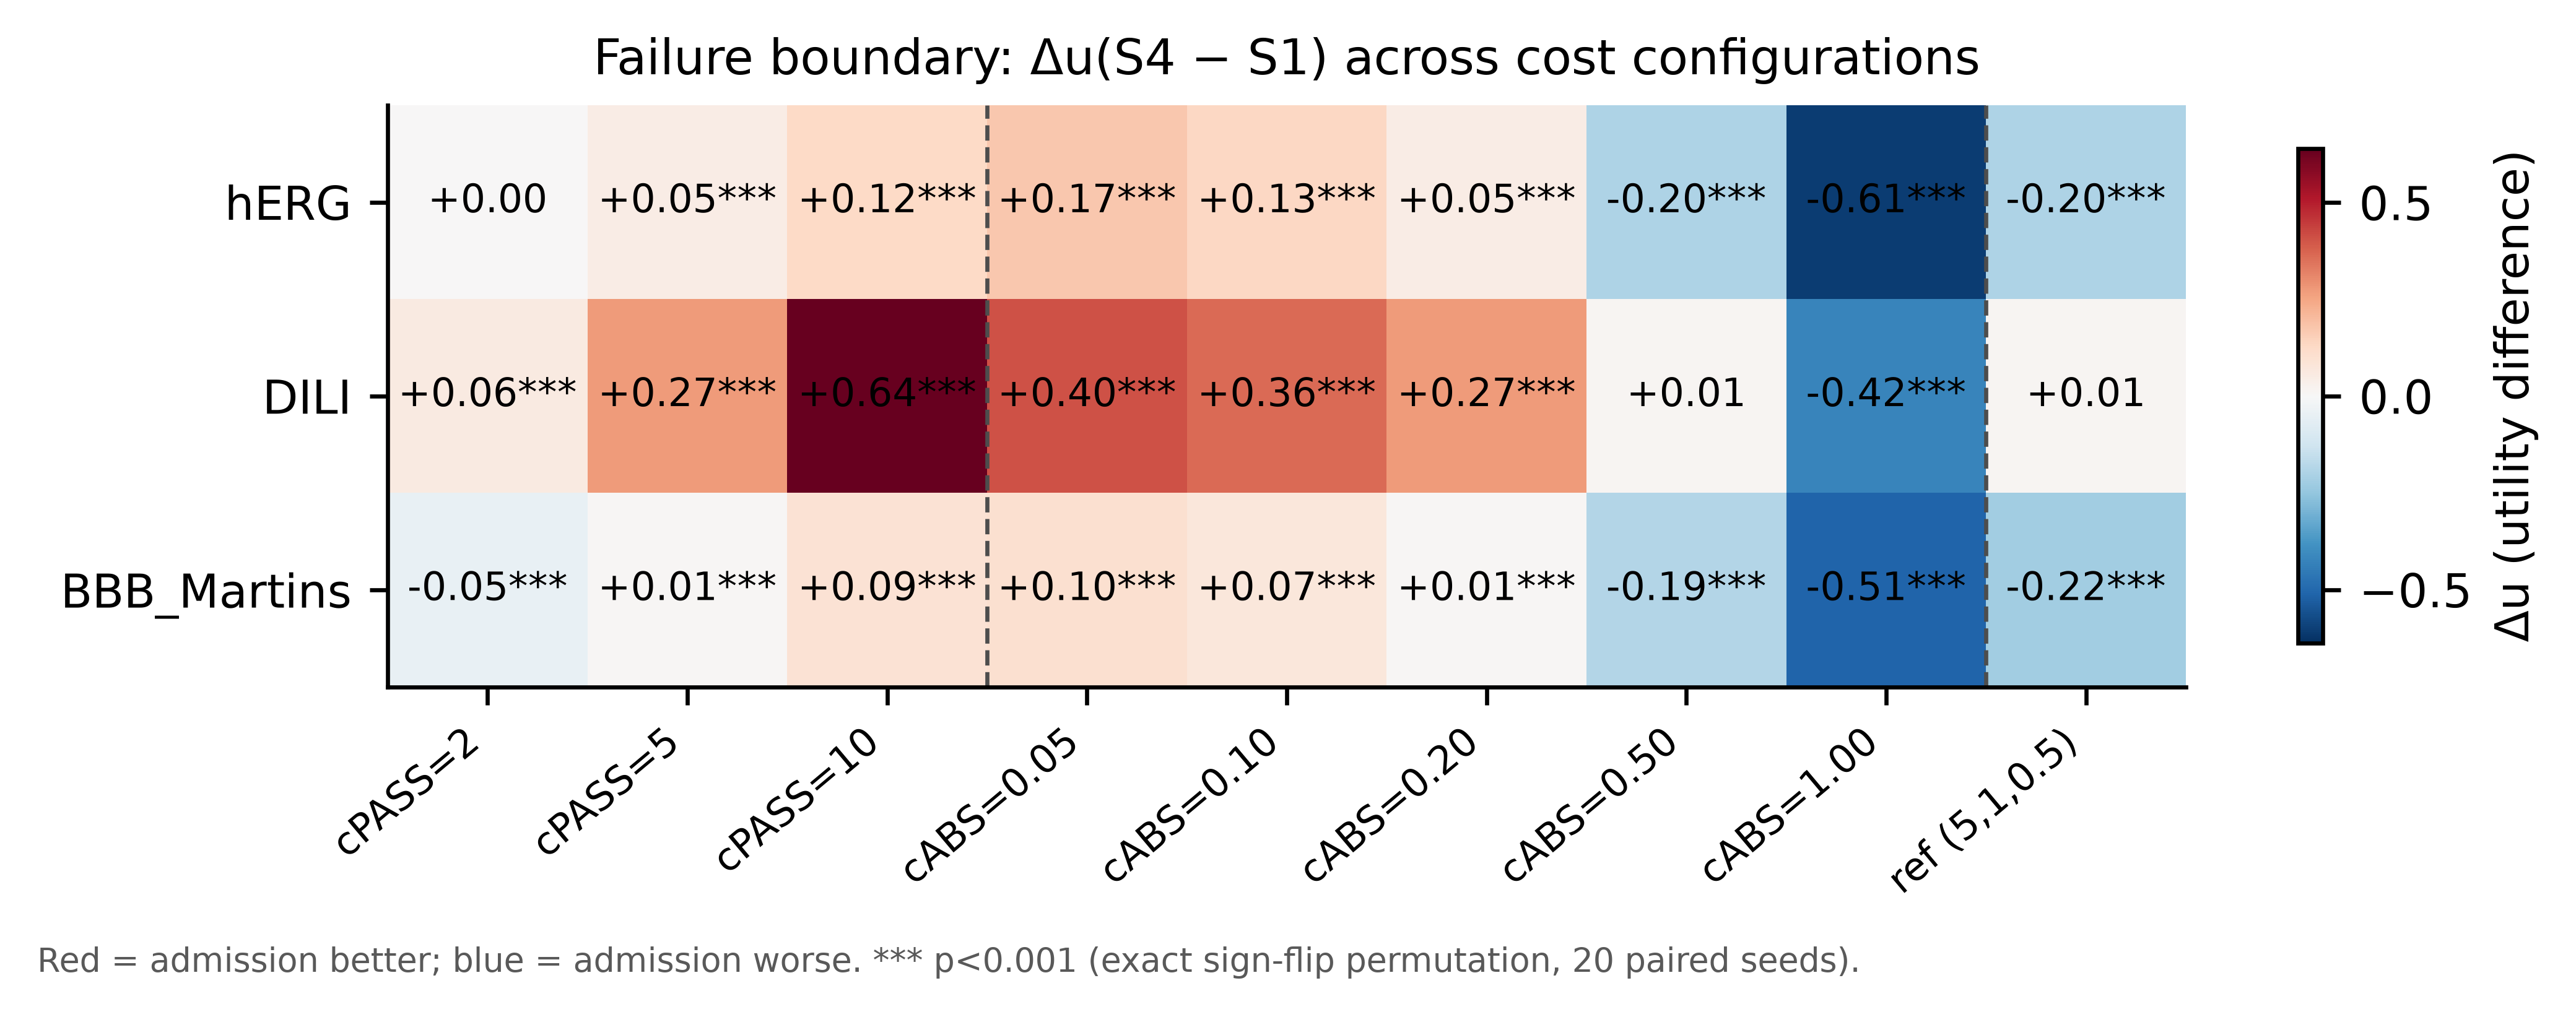 Failure boundary: Δu(S4 − S1) across cost configurations
hERG +0.00 +0.05*** +0.12*** +0.17*** +0.13*** +0.05*** -0.20*** -0.61*** -0.20***
DILI +0.06*** +0.27*** +0.64*** +0.40*** +0.36*** +0.27*** +0.01 -0.42*** +0.01
BBB_Martins -0.05*** +0.01*** +0.09*** +0.10*** +0.07*** +0.01*** -0.19*** -0.51*** -0.22***
cPASS=2 cPASS=5 cPASS=10 cABS=0.05 cABS=0.10 cABS=0.20 cABS=0.50 cABS=1.00 ref (5,1,0.5)
0.5
0.0
−0.5
Δu (utility difference)
Red = admission better; blue = admission worse. *** p<0.001 (exact sign-flip permutation, 20 paired seeds).